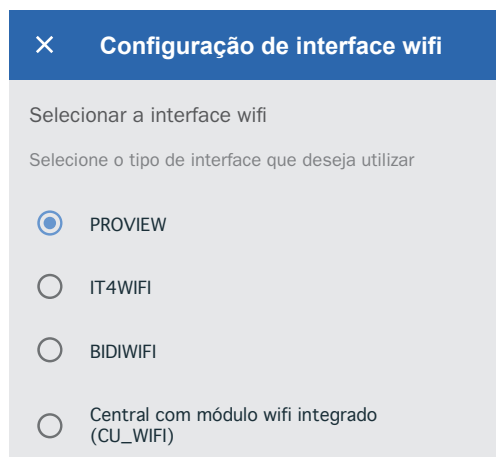 Configuração de interface wifi
Selecionar a interface wifi
Selecione o tipo de interface que deseja utilizar
PROVIEW
IT4WIFI
BIDIWIFI
Central com módulo wifi integrado
(CU_WIFI)